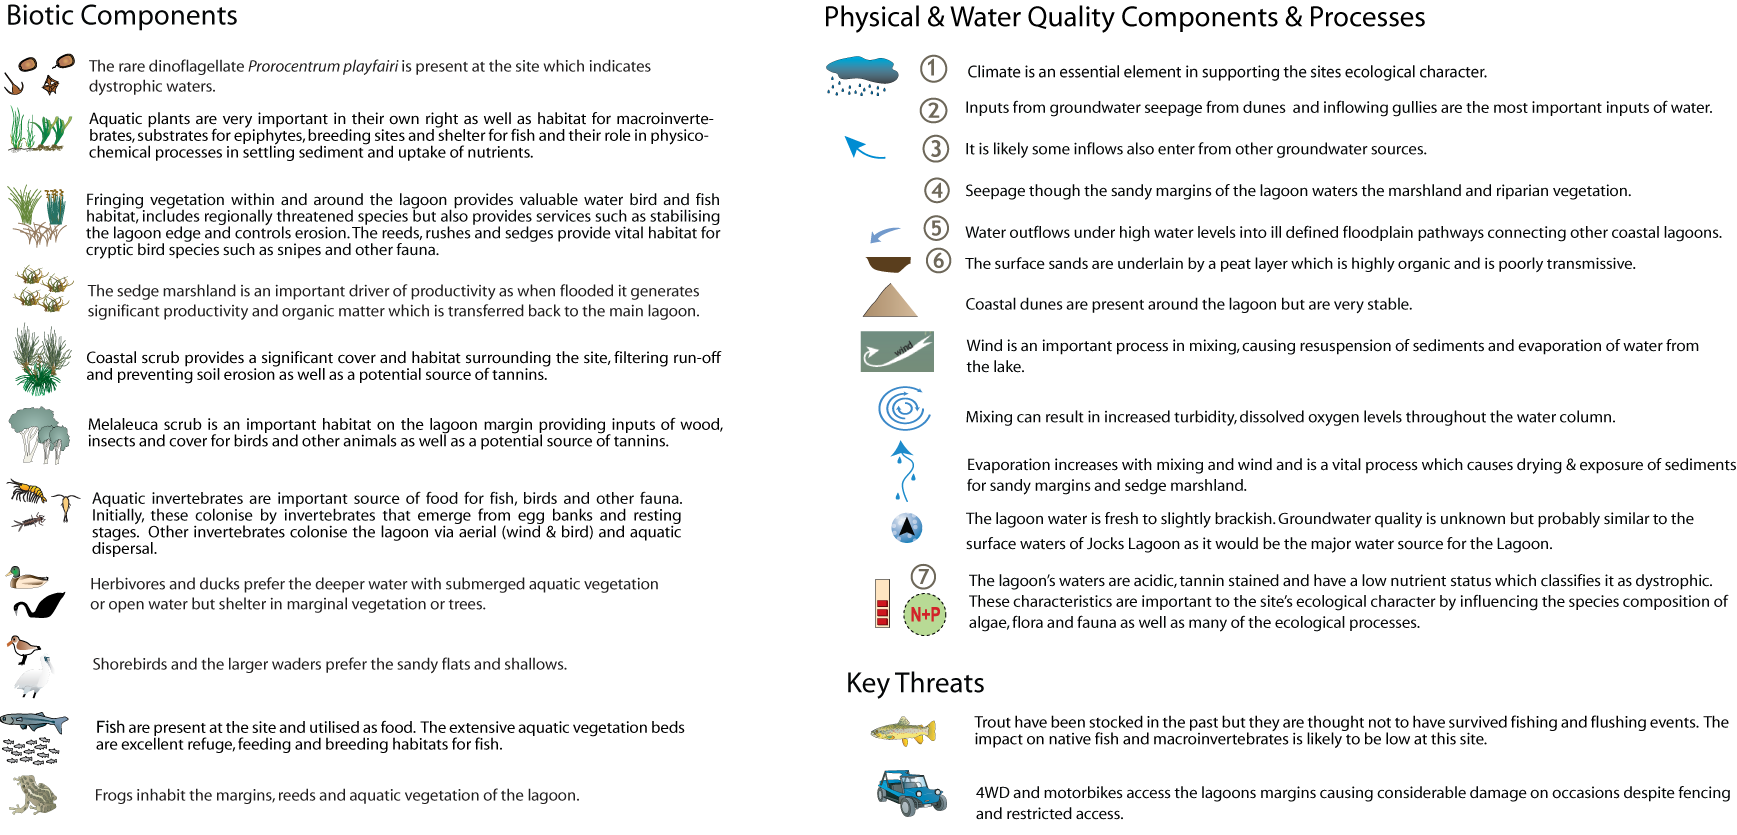 Biotic Components
The rare dinoflagellate Prorocentrum playfairi is present at the site which indicates
dystrophic waters.
Aquatic plants are very important in their own right as well as habitat for macroinverte-
brates, substrates for epiphytes, breeding sites and shelter for fish and their role in physico-
chemical processes in settling sediment and uptake of nutrients.
Fringing vegetation within and around the lagoon provides valuable water bird and fish
habitat, includes regionally threatened species but also provides services such as stabilising
the lagoon edge and controls erosion. The reeds, rushes and sedges provide vital habitat for
cryptic bird species such as snipes and other fauna.
The sedge marshland is an important driver of productivity as when flooded it generates
significant productivity and organic matter which is transferred back to the main lagoon.
Coastal scrub provides a significant cover and habitat surrounding the site, filtering run-off
and preventing soil erosion as well as a potential source of tannins.
Melaleuca scrub is an important habitat on the lagoon margin providing inputs of wood,
insects and cover for birds and other animals as well as a potential source of tannins.
Aquatic invertebrates are important source of food for fish, birds and other fauna.
Initially, these colonise by invertebrates that emerge from egg banks and resting
stages. Other invertebrates colonise the lagoon via aerial (wind & bird) and aquatic
dispersal.
Herbivores and ducks prefer the deeper water with submerged aquatic vegetation
or open water but shelter in marginal vegetation or trees.
Shorebirds and the larger waders prefer the sandy flats and shallows.
Fish are present at the site and utilised as food. The extensive aquatic vegetation beds
are excellent refuge, feeding and breeding habitats for fish.
Frogs inhabit the margins, reeds and aquatic vegetation of the lagoon.
Physical & Water Quality Components & Processes
1 Climate is an essential element in supporting the sites ecological character.
2 Inputs from groundwater seepage from dunes and inflowing gullies are the most important inputs of water.
3 It is likely some inflows also enter from other groundwater sources.
4 Seepage though the sandy margins of the lagoon waters the marshland and riparian vegetation.
5 Water outflows under high water levels into ill defined floodplain pathways connecting other coastal lagoons.
6 The surface sands are underlain by a peat layer which is highly organic and is poorly transmissive.
Coastal dunes are present around the lagoon but are very stable.
wind
Wind is an important process in mixing, causing resuspension of sediments and evaporation of water from
the lake.
Mixing can result in increased turbidity, dissolved oxygen levels throughout the water column.
Evaporation increases with mixing and wind and is a vital process which causes drying & exposure of sediments
for sandy margins and sedge marshland.
The lagoon water is fresh to slightly brackish. Groundwater quality is unknown but probably similar to the
surface waters of Jocks Lagoon as it would be the major water source for the Lagoon.
7 The lagoon's waters are acidic, tannin stained and have a low nutrient status which classifies it as dystrophic.
N+P These characteristics are important to the site's ecological character by influencing the species composition of
algae, flora and fauna as well as many of the ecological processes.
Key Threats
Trout have been stocked in the past but they are thought not to have survived fishing and flushing events. The
impact on native fish and macroinvertebrates is likely to be low at this site.
4WD and motorbikes access the lagoons margins causing considerable damage on occasions despite fencing
and restricted access.